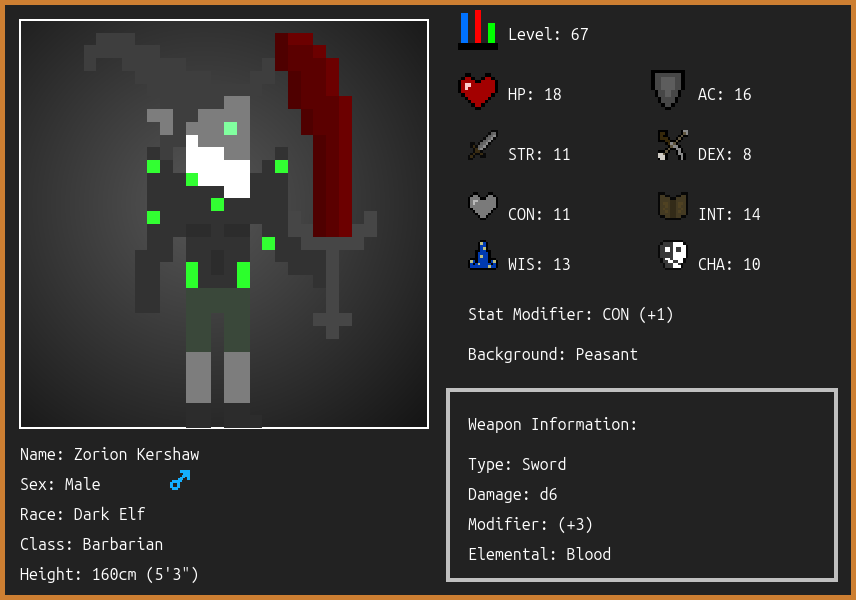 Level: 67
HP: 18
AC: 16
STR: 11
DEX: 8
CON: 11
INT: 14
WIS: 13
CHA: 10
Stat Modifier: CON (+1)
Background: Peasant
Weapon Information:
Type: Sword
Damage: d6
Modifier: (+3)
Elemental: Blood
Name: Zorion Kershaw
Sex: Male
Race: Dark Elf
Class: Barbarian
Height: 160cm (5'3")